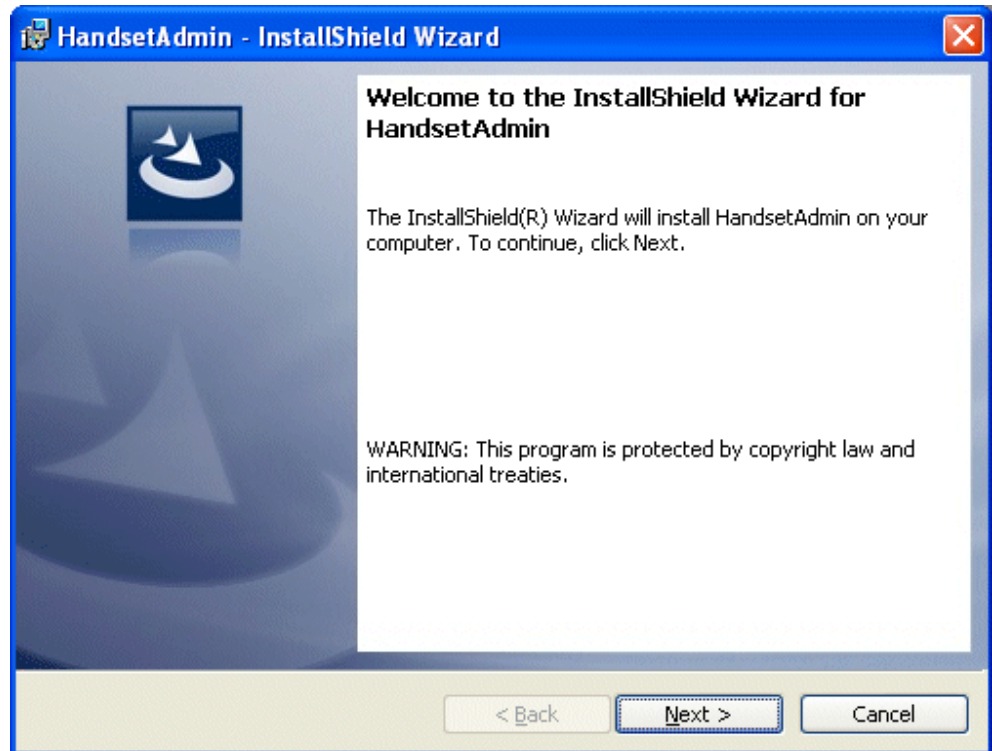 HandsetAdmin - InstallShield Wizard
Welcome to the InstallShield Wizard for
HandsetAdmin
The InstallShield(R) Wizard will install HandsetAdmin on your
computer. To continue, click Next.
WARNING: This program is protected by copyright law and
international treaties.
< Back
Next >
Cancel